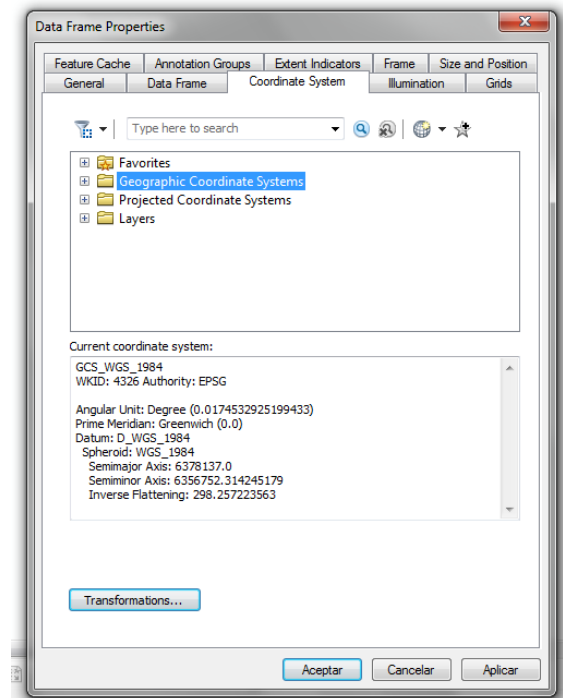 Data Frame Properties
Feature Cache Annotation Groups Extent Indicators Frame Size and Position
General Data Frame Coordinate System Illumination Grids
Type here to search
Favorites
Geographic Coordinate Systems
Projected Coordinate Systems
Layers
Current coordinate system:
GCS_WGS_1984
WKID: 4326 Authority: EPSG
Angular Unit: Degree (0.0174532925199433)
Prime Meridian: Greenwich (0.0)
Datum: D_WGS_1984
Spheroid: WGS_1984
Semimajor Axis: 6378137.0
Semiminor Axis: 6356752.314245179
Inverse Flattening: 298.257223563
Transformations...
Aceptar Cancelar Aplicar